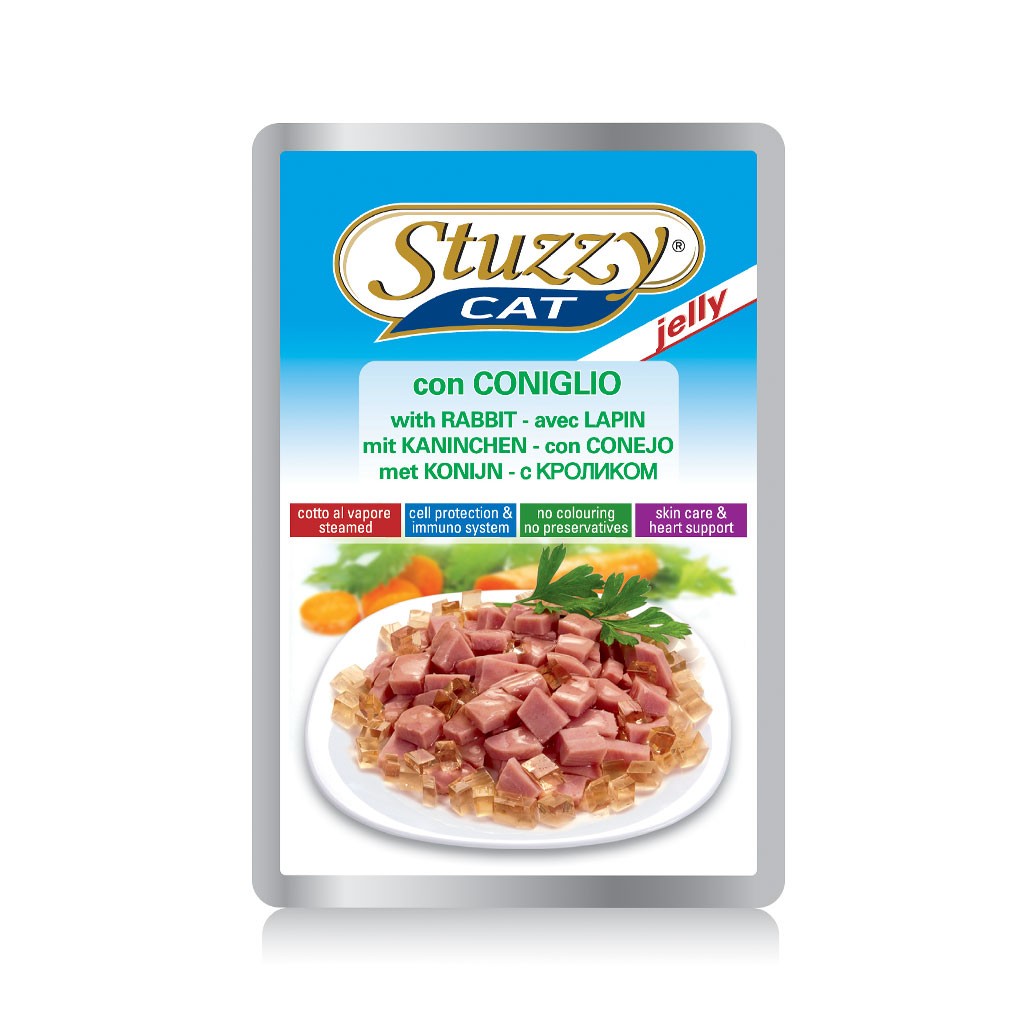 Stuzzy®
CAT
jelly
con CONIGLIO
with RABBIT - avec LAPIN
mit KANINCHEN - con CONEJO
met KONIJN - с КРОЛИКОМ
cotto al vapore
steamed
cell protection &
immuno system
no colouring
no preservatives
skin care &
heart support